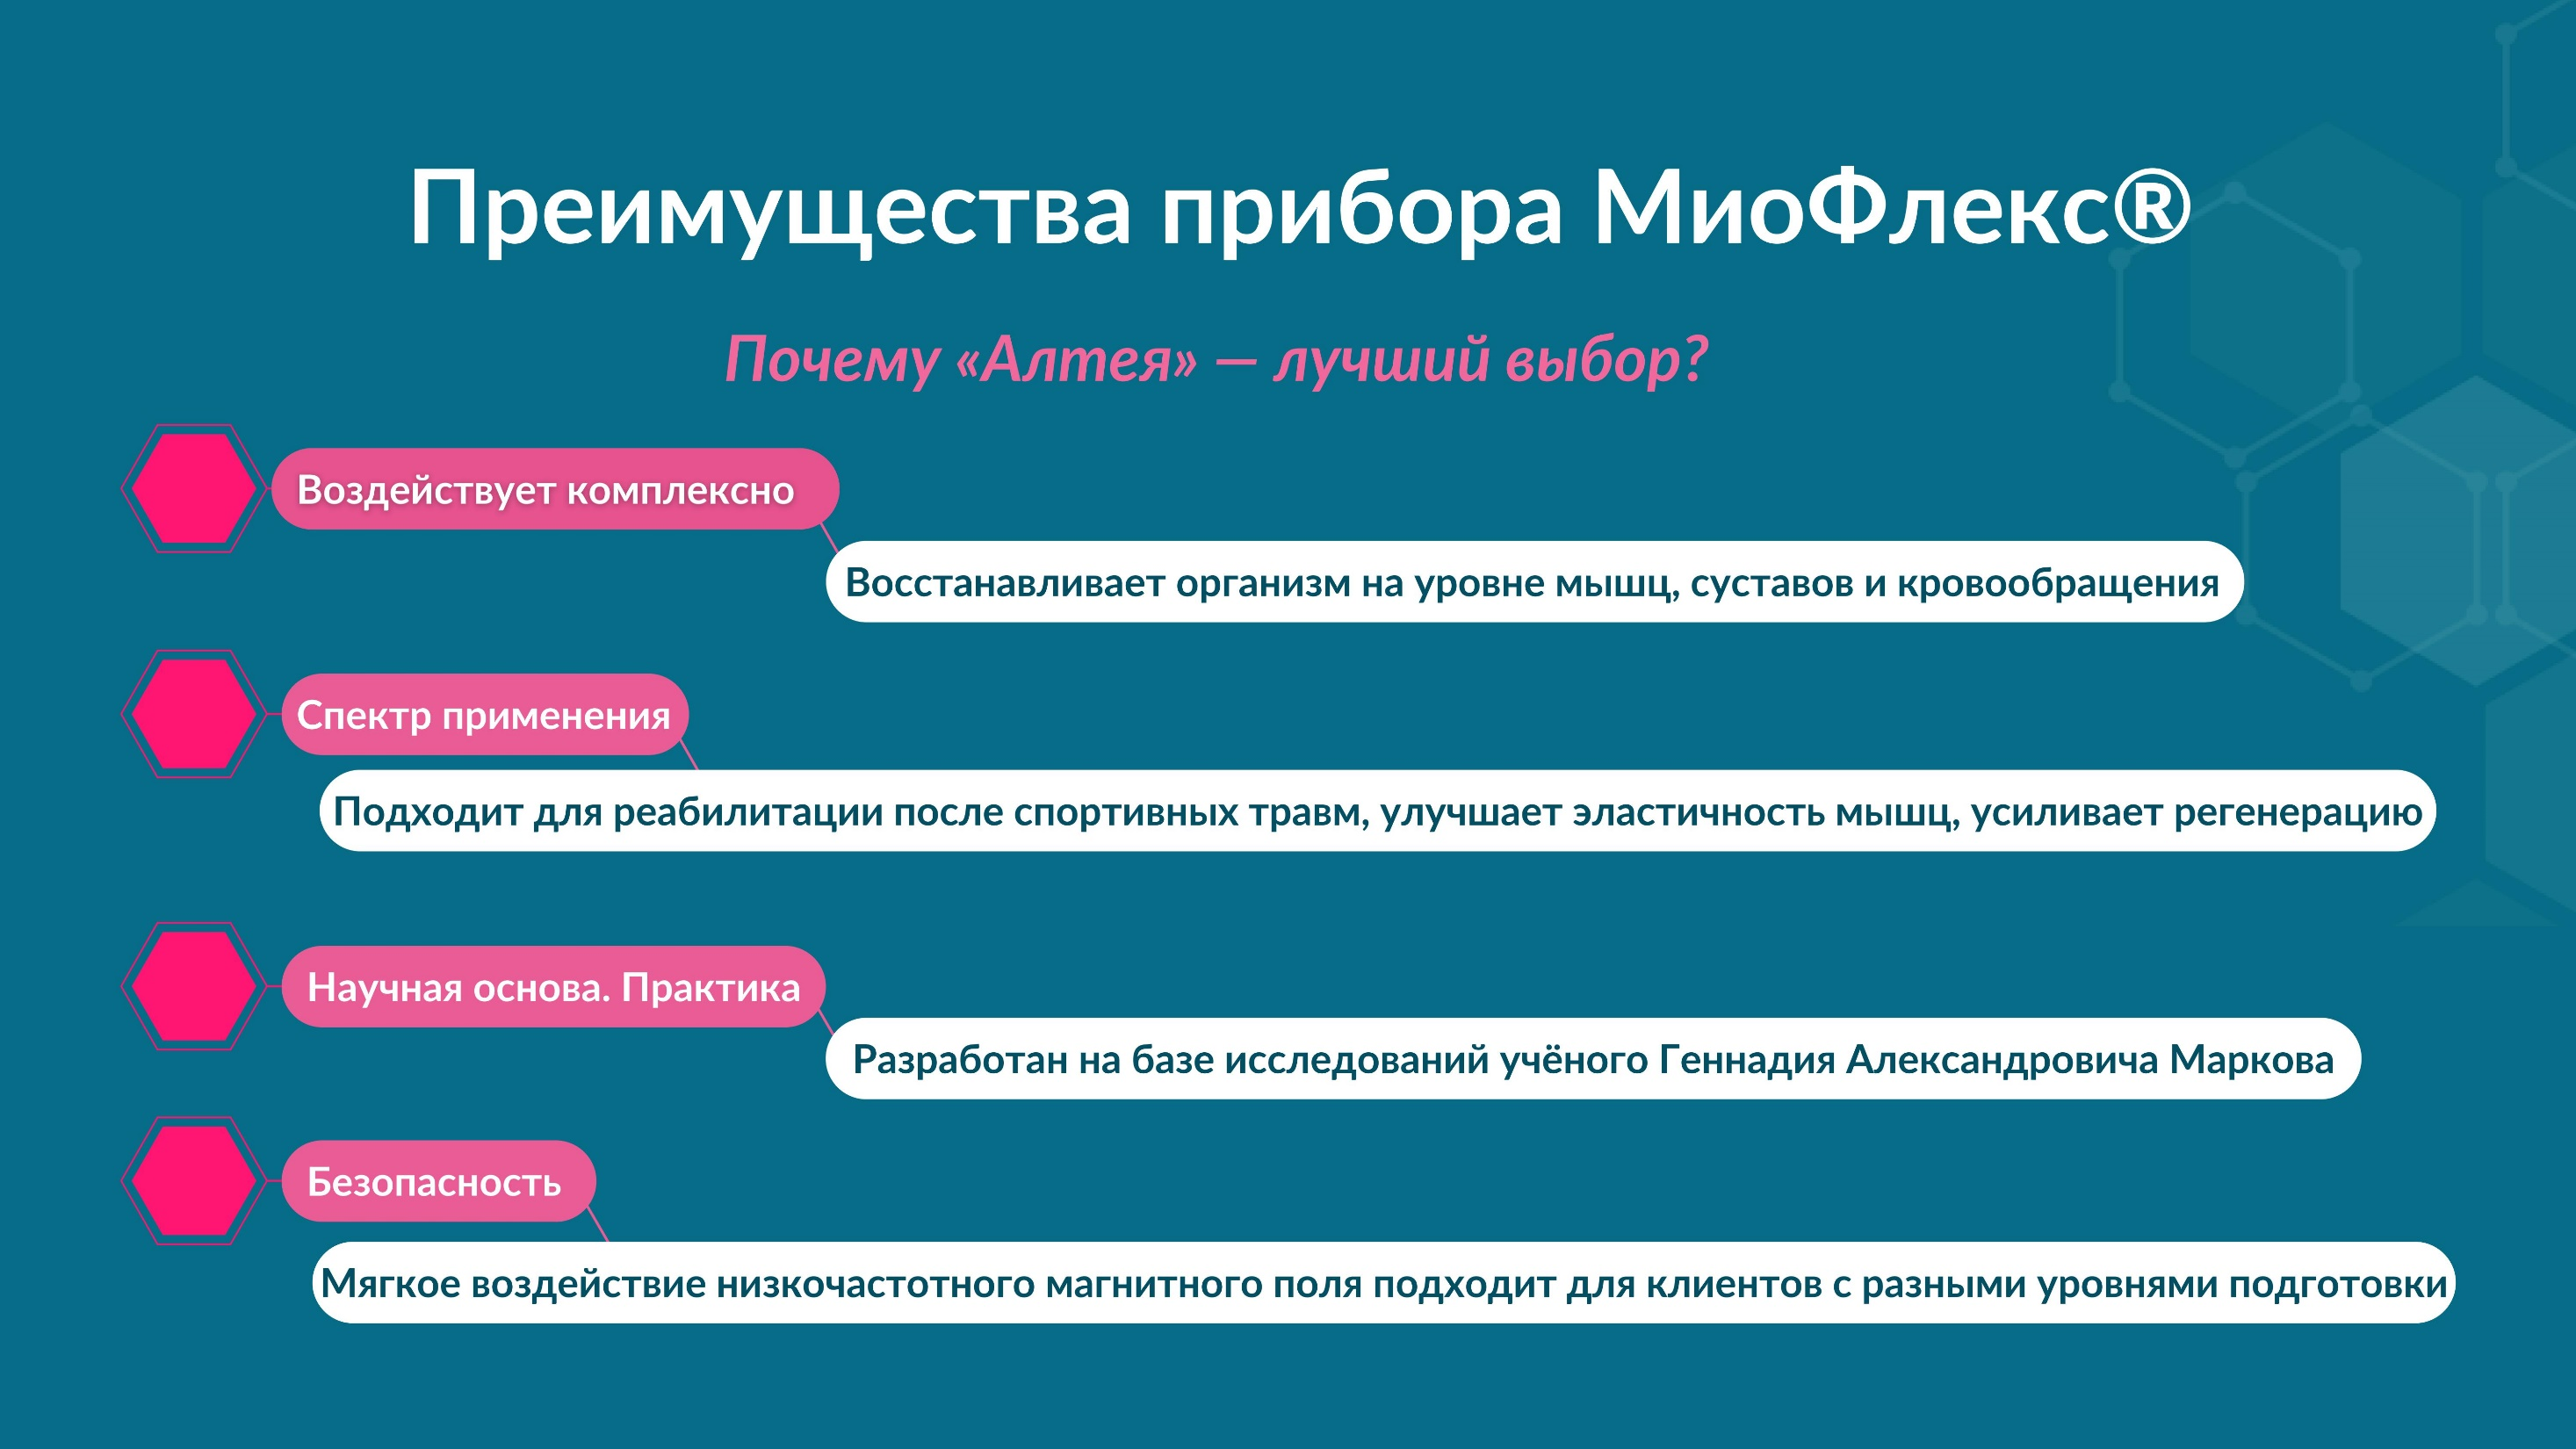 Преимущества прибора МиоФлекс®
Почему «Алтея» — лучший выбор?
Воздействует комплексно
Восстанавливает организм на уровне мышц, суставов и кровообращения
Спектр применения
Подходит для реабилитации после спортивных травм, улучшает эластичность мышц, усиливает регенерацию
Научная основа. Практика
Разработан на базе исследований учёного Геннадия Александровича Маркова
Безопасность
Мягкое воздействие низкочастотного магнитного поля подходит для клиентов с разными уровнями подготовки